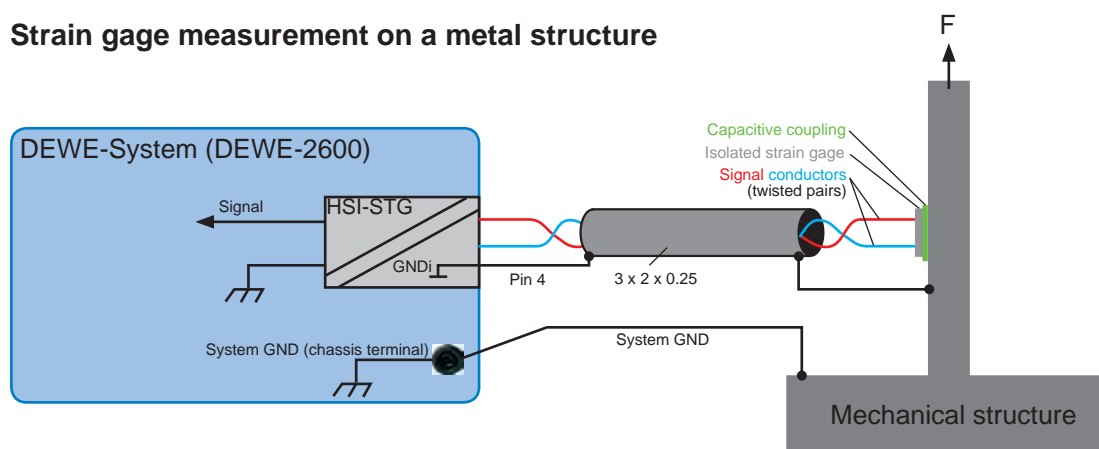 Strain gage measurement on a metal structure
F
DEWE-System (DEWE-2600)
Capacitive coupling
Isolated strain gage
Signal conductors
(twisted pairs)
Signal
HSI-STG
GNDi
Pin 4
3 x 2 x 0.25
System GND (chassis terminal)
System GND
Mechanical structure